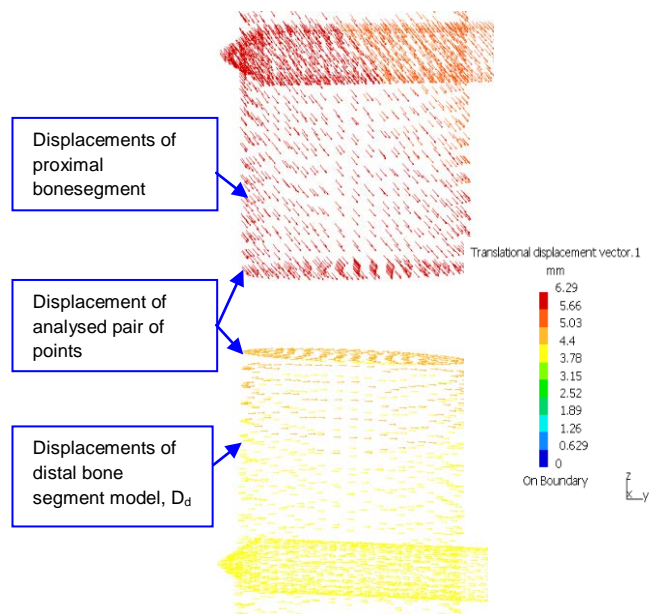 Displacements of
proximal
bonesegment
Displacement of
analysed pair of
points
Displacements of
distal bone
segment model, Dd
Translational displacement vector.1
mm
6.29
5.66
5.03
4.4
3.78
3.15
2.52
1.89
1.26
0.629
0
On Boundary
z
x y